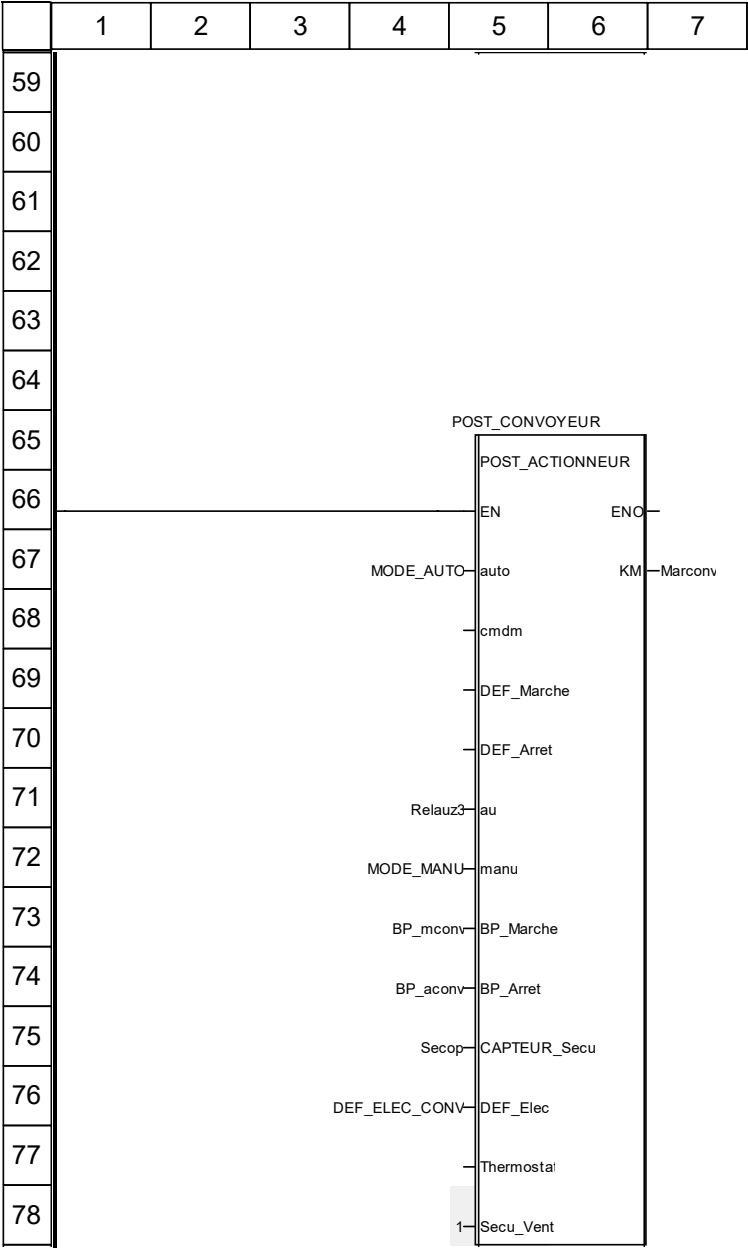 1 2 3 4 5 6 7
59
60
61
62
63
64
POST_CONVOYEUR
65
POST_ACTIONNEUR
66 EN ENO
67 MODE_AUTO auto KM Marconv
68 cmdm
69 DEF_Marche
70 DEF_Arret
71 Relauz3 au
72 MODE_MANU manu
73 BP_mconv BP_Marche
74 BP_aconv BP_Arret
75 Secop CAPTEUR_Secu
76 DEF_ELEC_CONV DEF_Elec
77 Thermostat
78 1 Secu_Vent